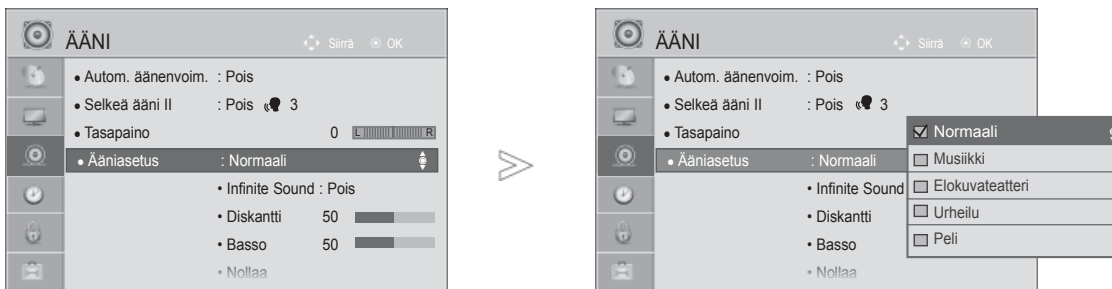 ÄÄNI Siirrä OK
• Autom. äänenvoim. : Pois
• Selkeä ääni II : Pois 3
• Tasapaino 0 L R
• Ääniasetus : Normaali
• Infinite Sound : Pois
• Diskantti 50
• Basso 50
• Nollaa
>
ÄÄNI Siirrä OK
• Autom. äänenvoim. : Pois
• Selkeä ääni II : Pois 3
• Tasapaino
• Ääniasetus : Normaali
• Infinite Sound
• Diskantti
• Basso
• Nollaa
Normaali
Musiikki
Elokuvateatteri
Urheilu
Peli